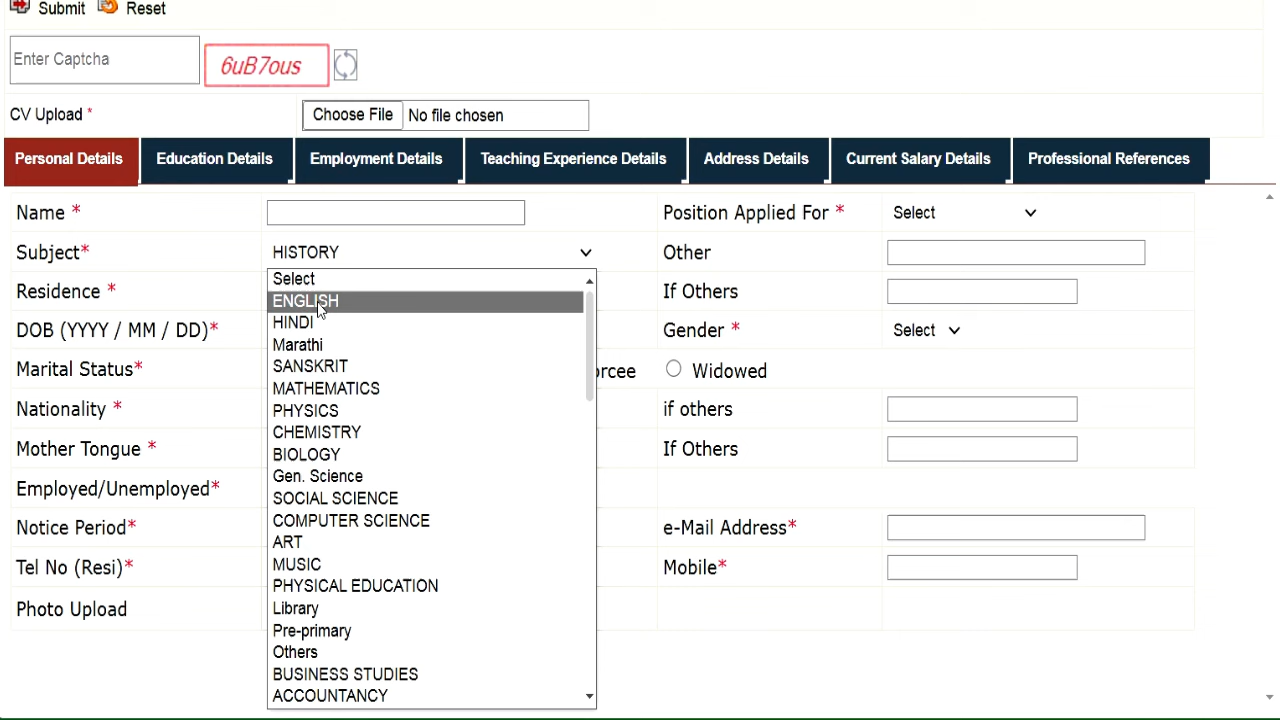 Submit Reset
Enter Captcha 6uB7ous
CV Upload * Choose File No file chosen
Personal Details Education Details Employment Details Teaching Experience Details Address Details Current Salary Details Professional References
Name * Position Applied For * Select
Subject* HISTORY Other
Select
Residence * ENGLISH If Others
HINDI
DOB (YYYY / MM / DD)* Gender * Select
Marathi
Marital Status* SANSKRIT orcee Widowed
MATHEMATICS
Nationality * PHYSICS if others
CHEMISTRY
Mother Tongue * BIOLOGY If Others
Gen. Science
Employed/Unemployed* SOCIAL SCIENCE
Notice Period* COMPUTER SCIENCE e-Mail Address*
ART
Tel No (Resi)* MUSIC Mobile*
PHYSICAL EDUCATION
Photo Upload Library
Pre-primary
Others
BUSINESS STUDIES
ACCOUNTANCY